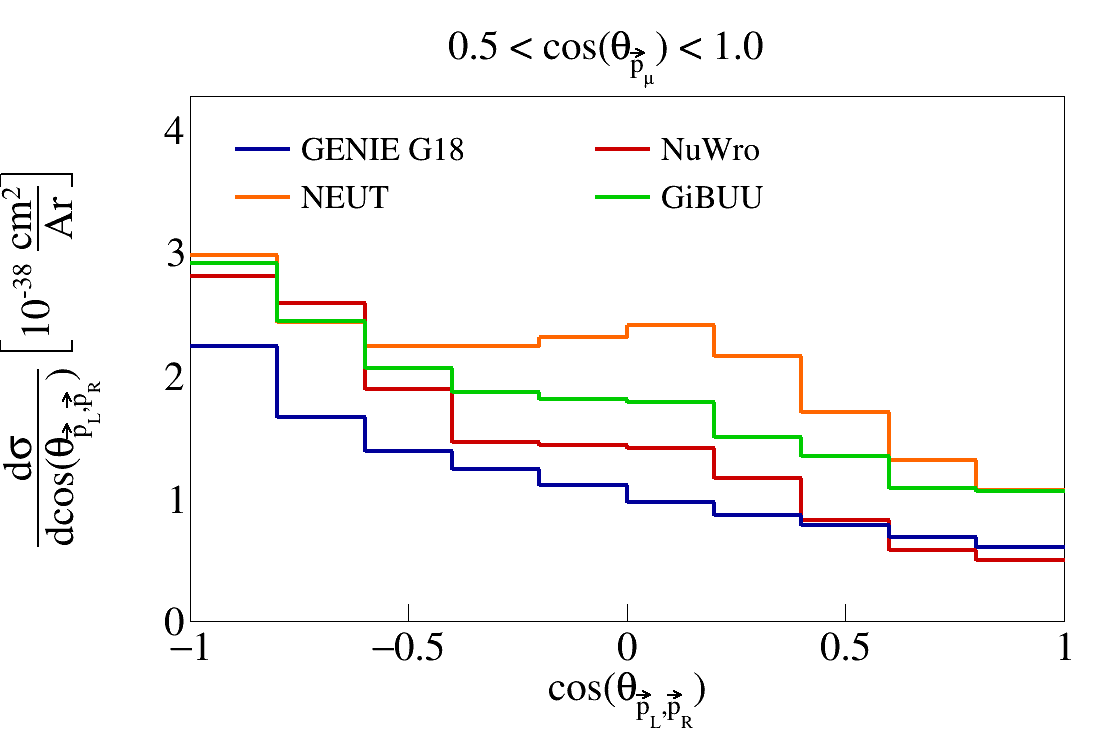 0.5 < cos(θ_{p⃗_μ}) < 1.0
dσ/dcos(θ_{p⃗_L,p⃗_R}) [10^{-38} cm²/Ar]
4
3
2
1
0
GENIE G18
NuWro
NEUT
GiBUU
−1 −0.5 0 0.5 1
cos(θ_{p⃗_L,p⃗_R})